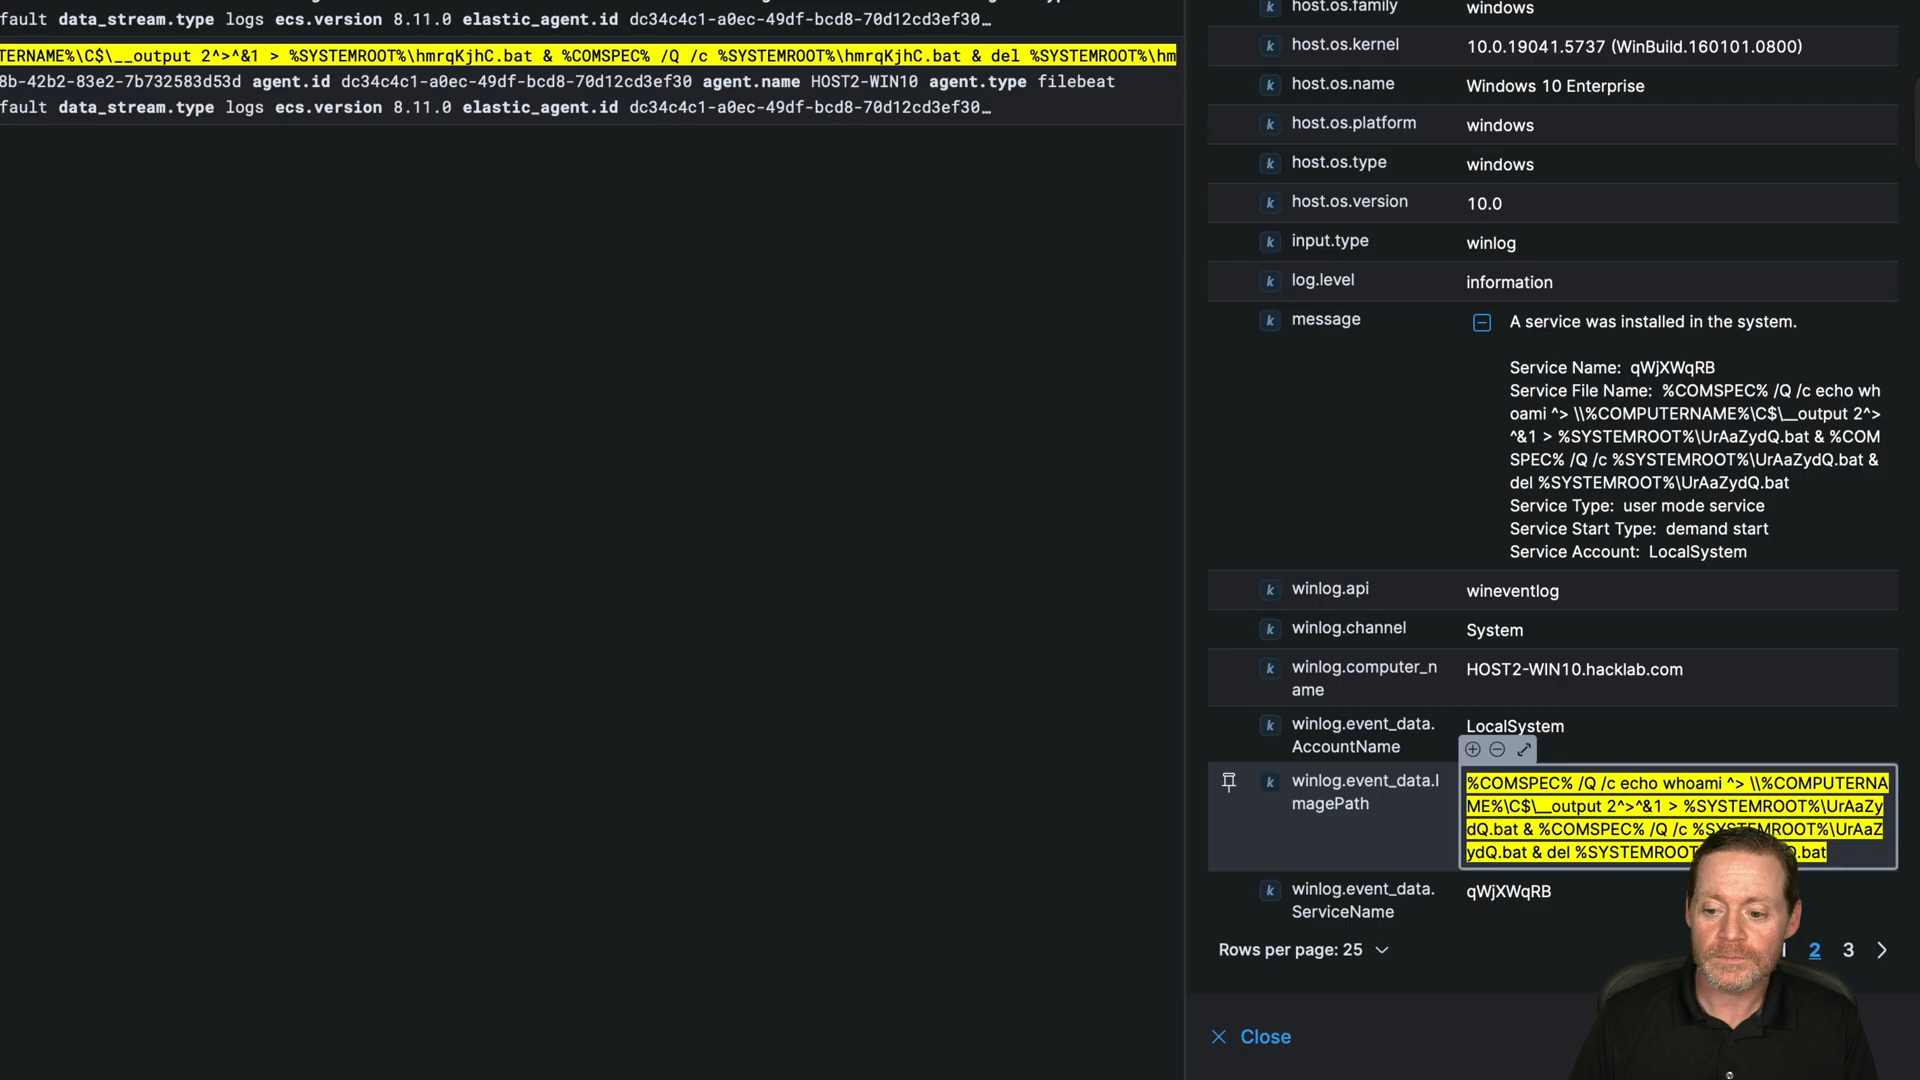 fault data_stream.type logs ecs.version 8.11.0 elastic_agent.id dc34c4c1-a0ec-49df-bcd8-70d12cd3ef30…
TERNAME%\C$\__output 2^>^&1 > %SYSTEMROOT%\hmrqKjhC.bat & %COMSPEC% /Q /c %SYSTEMROOT%\hmrqKjhC.bat & del %SYSTEMROOT%\hm
8b-42b2-83e2-7b732583d53d agent.id dc34c4c1-a0ec-49df-bcd8-70d12cd3ef30 agent.name HOST2-WIN10 agent.type filebeat
fault data_stream.type logs ecs.version 8.11.0 elastic_agent.id dc34c4c1-a0ec-49df-bcd8-70d12cd3ef30…
k host.os.family windows
k host.os.kernel 10.0.19041.5737 (WinBuild.160101.0800)
k host.os.name Windows 10 Enterprise
k host.os.platform windows
k host.os.type windows
k host.os.version 10.0
k input.type winlog
k log.level information
k message A service was installed in the system.
Service Name: qWjXWqRB
Service File Name: %COMSPEC% /Q /c echo wh
oami ^> \\%COMPUTERNAME%\C$\__output 2^>
^&1 > %SYSTEMROOT%\UrAaZydQ.bat & %COM
SPEC% /Q /c %SYSTEMROOT%\UrAaZydQ.bat &
del %SYSTEMROOT%\UrAaZydQ.bat
Service Type: user mode service
Service Start Type: demand start
Service Account: LocalSystem
k winlog.api wineventlog
k winlog.channel System
k winlog.computer_n
ame
HOST2-WIN10.hacklab.com
k winlog.event_data.
AccountName
LocalSystem
k winlog.event_data.I
magePath
%COMSPEC% /Q /c echo whoami ^> \\%COMPUTERNA
ME%\C$\__output 2^>^&1 > %SYSTEMROOT%\UrAaZy
dQ.bat & %COMSPEC% /Q /c %SYSTEMROOT%\UrAaZ
ydQ.bat & del %SYSTEMROOT .bat
k winlog.event_data.
ServiceName
qWjXWqRB
Rows per page: 25 2 3
Close